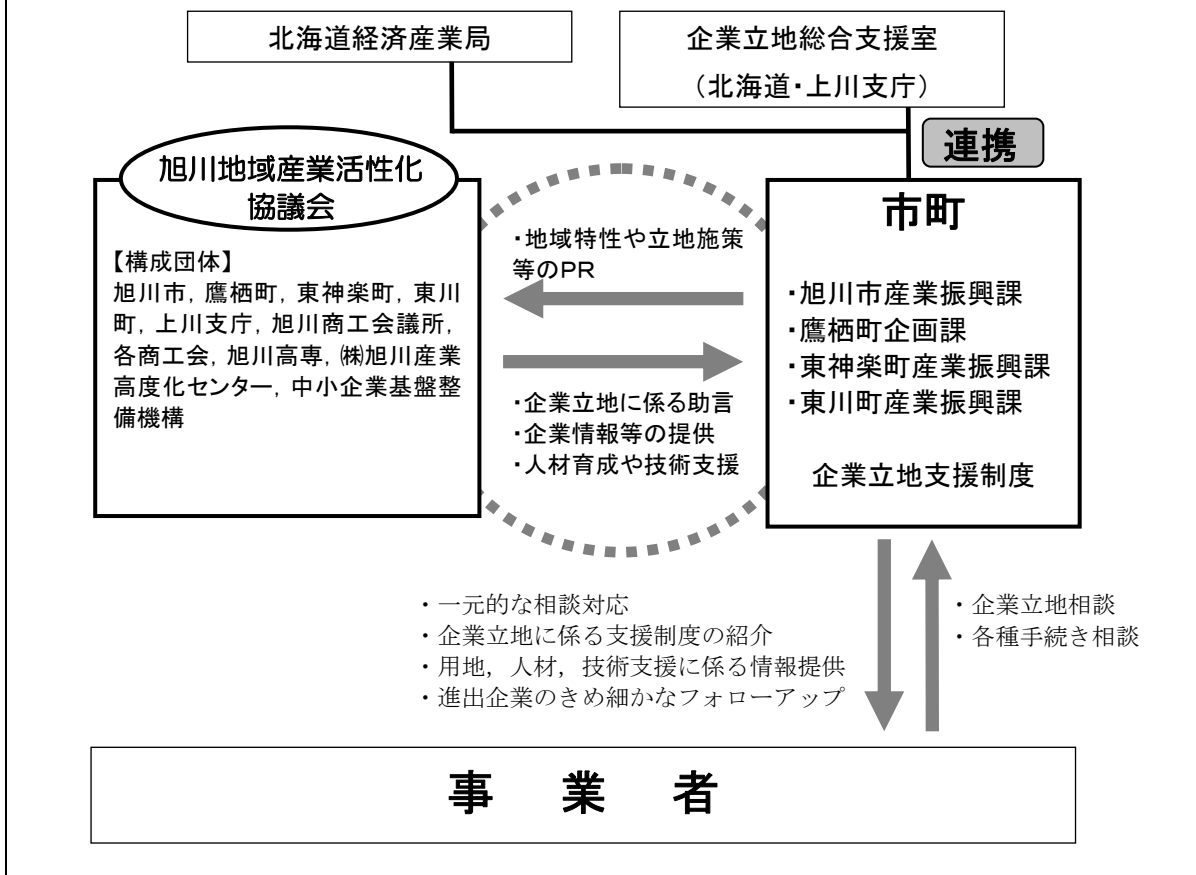 北海道経済産業局
企業立地総合支援室
（北海道・上川支庁）
連携
旭川地域産業活性化
協議会
【構成団体】
旭川市，鷹栖町，東神楽町，東川
町，上川支庁，旭川商工会議所，
各商工会，旭川高専，㈱旭川産業
高度化センター，中小企業基盤整
備機構
・地域特性や立地施策
等のPR
・企業立地に係る助言
・企業情報等の提供
・人材育成や技術支援
市町
・旭川市産業振興課
・鷹栖町企画課
・東神楽町産業振興課
・東川町産業振興課
企業立地支援制度
・一元的な相談対応
・企業立地に係る支援制度の紹介
・用地，人材，技術支援に係る情報提供
・進出企業のきめ細かなフォローアップ
・企業立地相談
・各種手続き相談
事　業　者